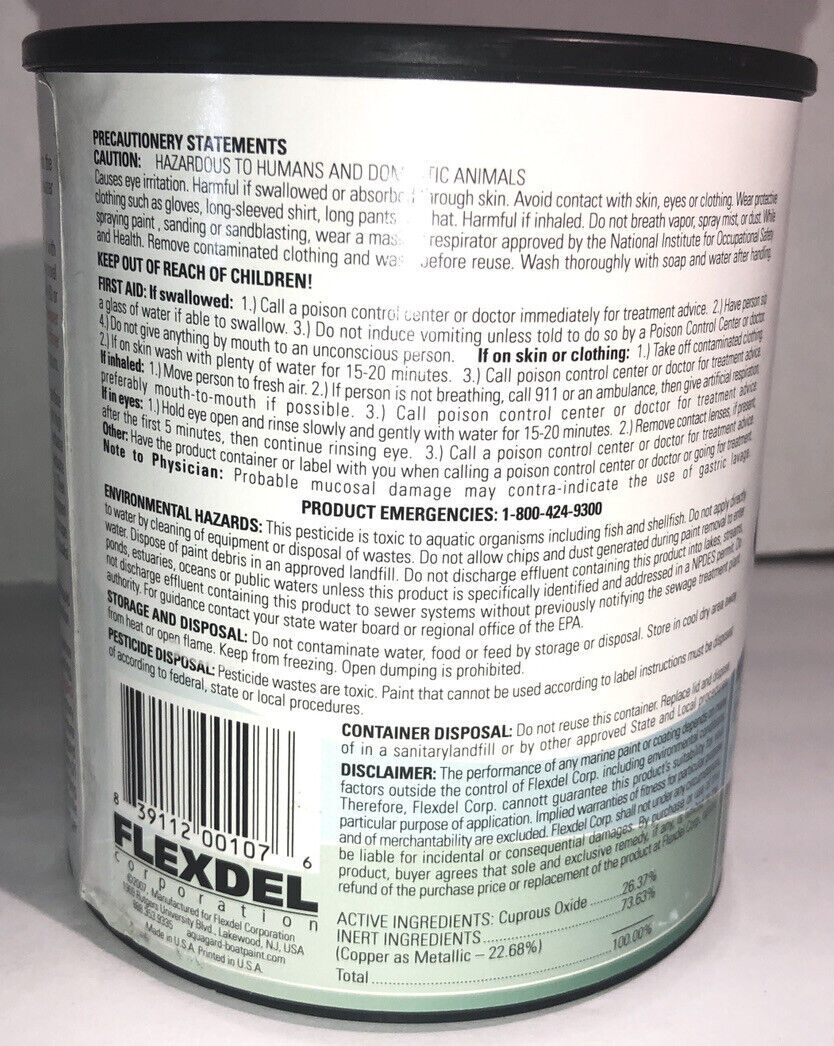 PRECAUTIONERY STATEMENTS
CAUTION: HAZARDOUS TO HUMANS AND DOM TIC ANIMALS
Causes eye irritation. Harmful if swallowed or absorbe through skin. Avoid contact with skin, eyes or clothing. Wear protective
clothing such as gloves, long-sleeved shirt, long pants hat. Harmful if inhaled. Do not breath vapor, spray mist, or dust. While
spraying paint , sanding or sandblasting, wear a mas respirator approved by the National Institute for Occupational Safety
and Health. Remove contaminated clothing and was before reuse. Wash thoroughly with soap and water after handling.
KEEP OUT OF REACH OF CHILDREN!
FIRST AID: If swallowed: 1.) Call a poison control center or doctor immediately for treatment advice. 2.) Have person sip
a glass of water if able to swallow. 3.) Do not induce vomiting unless told to do so by a Poison Control Center or doctor
4.) Do not give anything by mouth to an unconscious person. If on skin or clothing: 1.) Take off contaminated clothing
2.) If on skin wash with plenty of water for 15-20 minutes. 3.) Call poison control center or doctor for treatment advice.
If inhaled: 1.) Move person to fresh air. 2.) If person is not breathing, call 911 or an ambulance, then give artificial respiration,
preferably mouth-to-mouth if possible. 3.) Call poison control center or doctor for treatment advice
If in eyes: 1.) Hold eye open and rinse slowly and gently with water for 15-20 minutes. 2.) Remove contact lenses, if present,
after the first 5 minutes, then continue rinsing eye. 3.) Call a poison control center or doctor for treatment advice.
Other: Have the product container or label with you when calling a poison control center or doctor or going for treatment.
Note to Physician: Probable mucosal damage may contra-indicate the use of gastric lavage.
PRODUCT EMERGENCIES: 1-800-424-9300
ENVIRONMENTAL HAZARDS: This pesticide is toxic to aquatic organisms including fish and shellfish. Do not apply directly
to water by cleaning of equipment or disposal of wastes. Do not allow chips and dust generated during paint removal to enter
water. Dispose of paint debris in an approved landfill. Do not discharge effluent containing this product into lakes, streams,
ponds, estuaries, oceans or public waters unless this product is specifically identified and addressed in a NPDES permit. Do
not discharge effluent containing this product to sewer systems without previously notifying the sewage treatment plant
authority. For guidance contact your state water board or regional office of the EPA.
STORAGE AND DISPOSAL: Do not contaminate water, food or feed by storage or disposal. Store in cool dry area away
from heat or open flame. Keep from freezing. Open dumping is prohibited.
PESTICIDE DISPOSAL: Pesticide wastes are toxic. Paint that cannot be used according to label instructions must be disposed
of according to federal, state or local procedures.
CONTAINER DISPOSAL: Do not reuse this container. Replace lid and dispose
of in a sanitarylandfill or by other approved State and Local procedures.
DISCLAIMER: The performance of any marine paint or coating depends on many
factors outside the control of Flexdel Corp. including environmental conditions.
Therefore, Flexdel Corp. cannott guarantee this product's suitability for
particular purpose of application. Implied warranties of fitness for particular purpose
and of merchantability are excluded. Flexdel Corp. shall not under any circumstances
be liable for incidental or consequential damages. By purchase or use of this
product, buyer agrees that sole and exclusive remedy, if any, is
refund of the purchase price or replacement of the product at Flexdel Corp.
ACTIVE INGREDIENTS: Cuprous Oxide ........ 26.37%
INERT INGREDIENTS ........ 73.63%
(Copper as Metallic – 22.68%)
Total ........ 100.00%
8 39112 00107 6
FLEXDEL
corporation
©2007 . Manufactured for Flexdel Corporation
1969 Rutgers University Blvd., Lakewood, NJ, USA
888.353.9335 aquagard-boatpaint.com
Made in U.S.A. Printed in U.S.A.